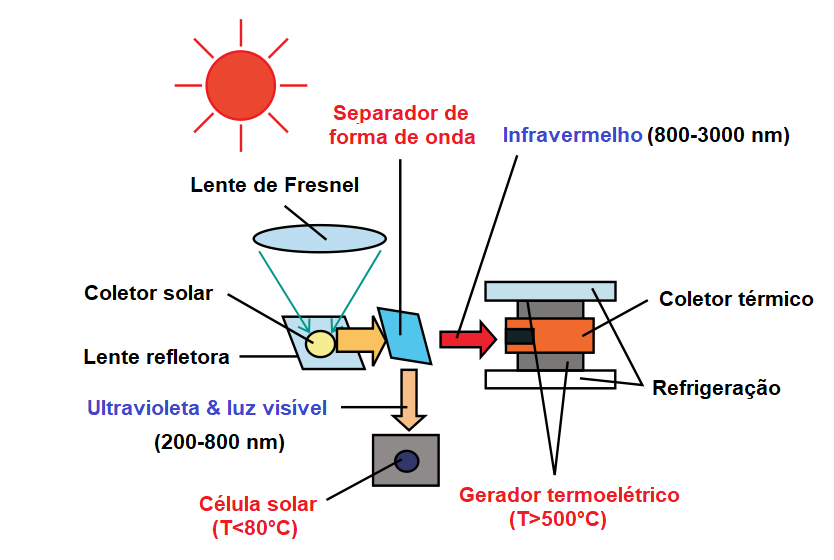 Separador de
forma de onda
Infravermelho (800-3000 nm)
Lente de Fresnel
Coletor solar
Coletor térmico
Lente refletora
Refrigeração
Ultravioleta & luz visível
(200-800 nm)
Célula solar
(T<80°C)
Gerador termoelétrico
(T>500°C)